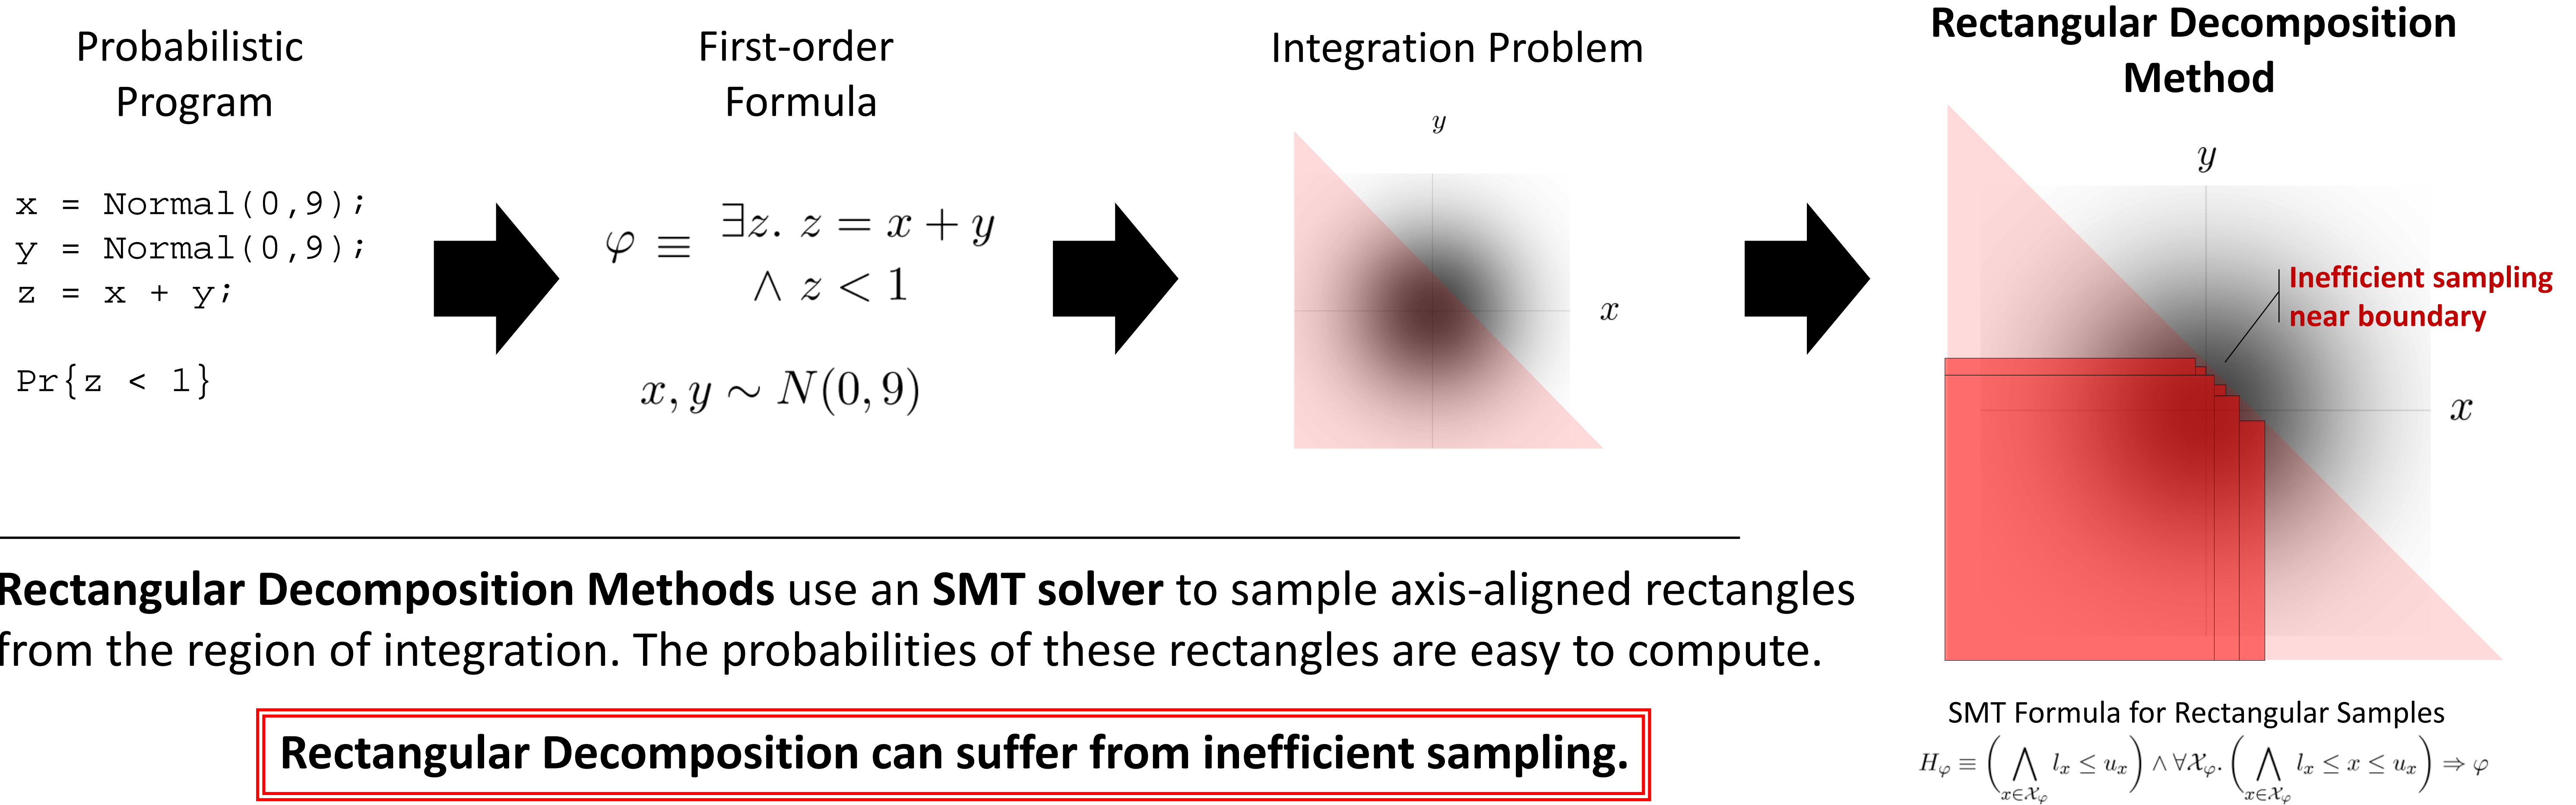 Probabilistic
Program
x = Normal(0,9);
y = Normal(0,9);
z = x + y;
Pr{z < 1}
First-order
Formula
φ ≡ ∃z. z = x + y
∧ z < 1
x, y ∼ N(0, 9)
Integration Problem
y
x
Rectangular Decomposition
Method
y
Inefficient sampling
near boundary
x
SMT Formula for Rectangular Samples
H_φ ≡ (⋀_{x∈𝒳_φ} l_x ≤ u_x) ∧ ∀𝒳_φ. (⋀_{x∈𝒳_φ} l_x ≤ x ≤ u_x) ⇒ φ
Rectangular Decomposition Methods use an SMT solver to sample axis-aligned rectangles
from the region of integration. The probabilities of these rectangles are easy to compute.
Rectangular Decomposition can suffer from inefficient sampling.